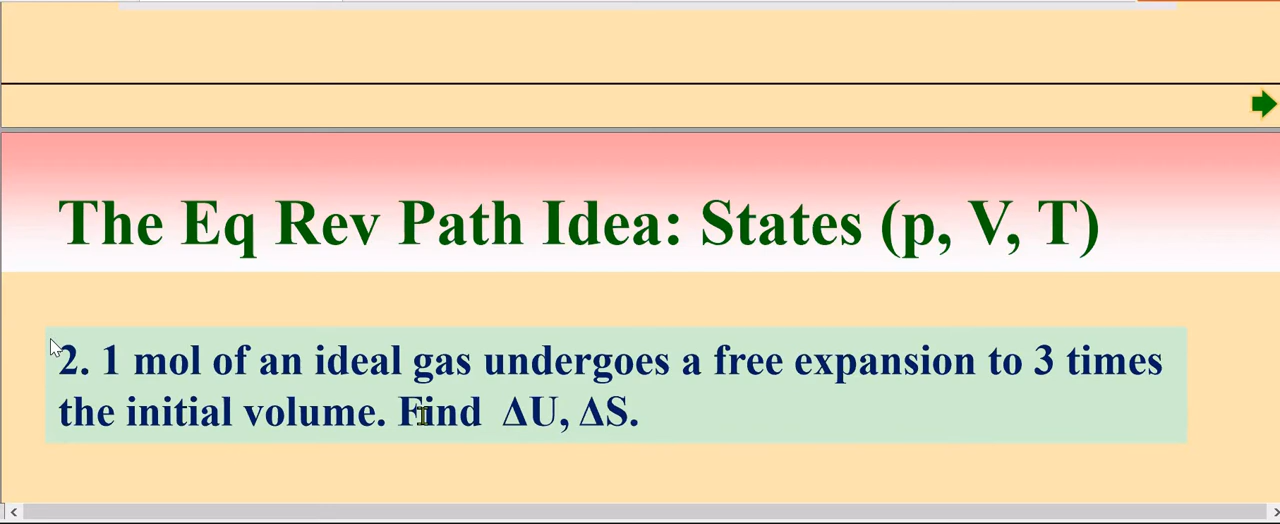 The Eq Rev Path Idea: States (p, V, T)
2. 1 mol of an ideal gas undergoes a free expansion to 3 times
the initial volume. Find ΔU, ΔS.